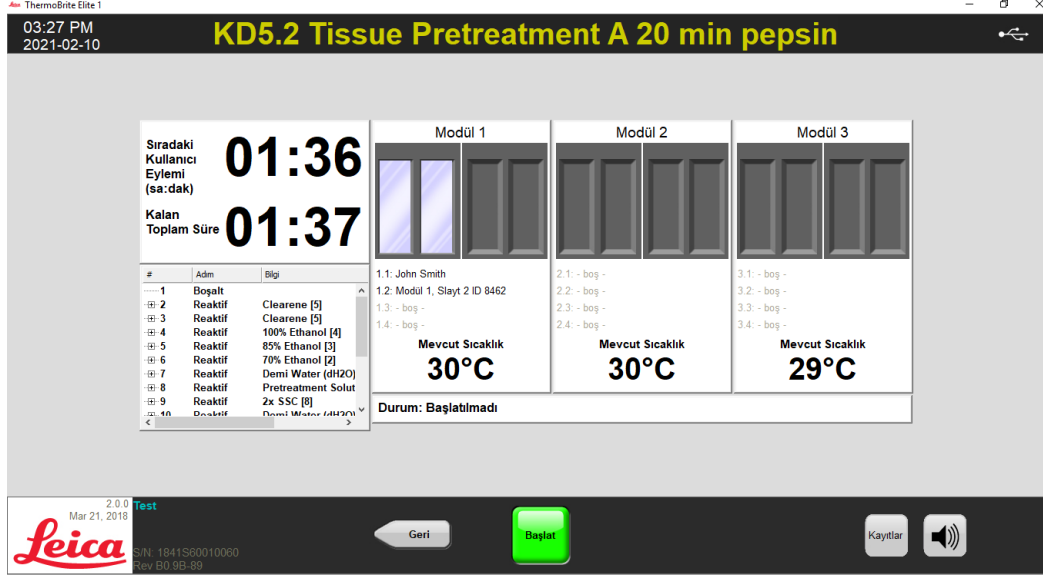 ThermoBrite Elite 1
03:27 PM
2021-02-10
KD5.2 Tissue Pretreatment A 20 min pepsin
Sıradaki
Kullanıcı
Eylemi
(sa:dak)
01:36
Kalan
Toplam Süre
01:37
# Adım Bilgi
1 Boşalt
2 Reaktif Clearene [5]
3 Reaktif Clearene [5]
4 Reaktif 100% Ethanol [4]
5 Reaktif 85% Ethanol [3]
6 Reaktif 70% Ethanol [2]
7 Reaktif Demi Water (dH2O)
8 Reaktif Pretreatment Solut
9 Reaktif 2x SSC [8]
10 Reaktif Demi Water (dH2O)
Modül 1
1.1: John Smith
1.2: Modül 1, Slayt 2 ID 8462
1.3: - boş -
1.4: - boş -
Mevcut Sıcaklık
30°C
Modül 2
2.1: - boş -
2.2: - boş -
2.3: - boş -
2.4: - boş -
Mevcut Sıcaklık
30°C
Modül 3
3.1: - boş -
3.2: - boş -
3.3: - boş -
3.4: - boş -
Mevcut Sıcaklık
29°C
Durum: Başlatılmadı
2.0.0
Mar 21, 2018
Leica
Test
S/N: 1841S60010060
Rev B0.9B-89
Geri
Başlat
Kayıtlar